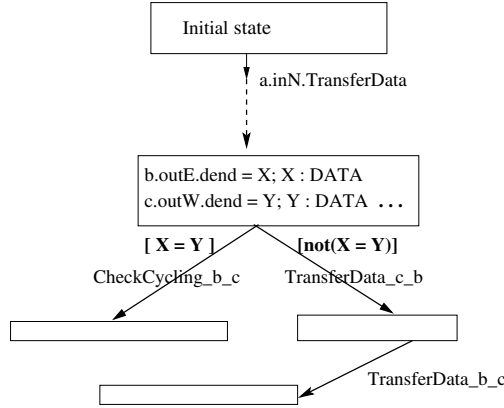 Initial state
a.inN.TransferData
b.outE.dend = X; X : DATA
c.outW.dend = Y; Y : DATA ...
[ X = Y ] [not(X = Y)]
CheckCycling_b_c TransferData_c_b
TransferData_b_c